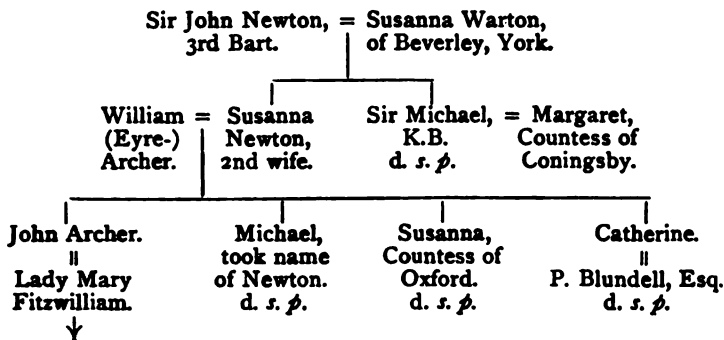 Sir John Newton, = Susanna Warton,
3rd Bart. of Beverley, York.
William = Susanna Sir Michael, = Margaret,
(Eyre-) Newton, K.B. Countess of
Archer. 2nd wife. d. s. p. Coningsby.
John Archer. Michael, Susanna, Catherine.
= took name Countess of =
Lady Mary of Newton. Oxford. P. Blundell, Esq.
Fitzwilliam. d. s. p. d. s. p. d. s. p.